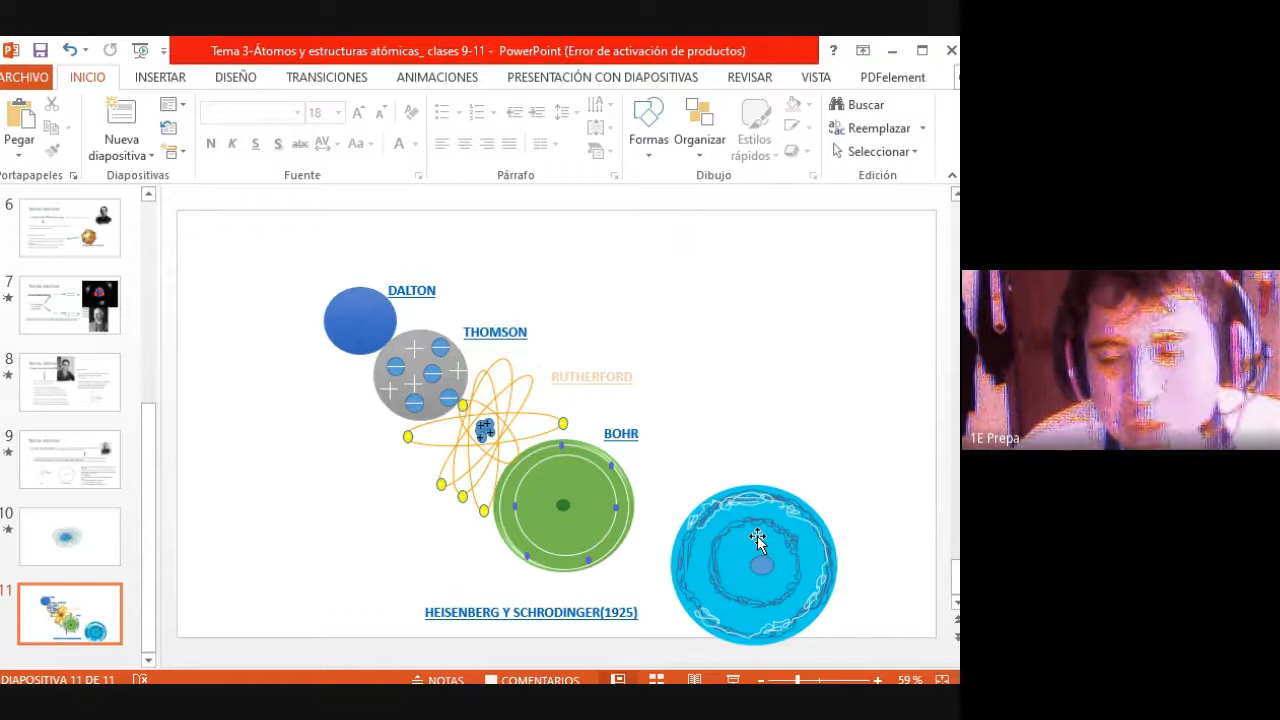 Tema 3-Átomos y estructuras atómicas_ clases 9-11 - PowerPoint (Error de activación de productos)
?
ARCHIVO INICIO INSERTAR DISEÑO TRANSICIONES ANIMACIONES PRESENTACIÓN CON DIAPOSITIVAS REVISAR VISTA PDFelement
Pegar
Nueva diapositiva
18
N K S S abc AV Aa A
Formas
Organizar
Estilos rápidos
Buscar
Reemplazar
Seleccionar
Portapapeles
Diapositivas
Fuente
Párrafo
Dibujo
Edición
6
7
8
9
10
11
DALTON
THOMSON
RUTHERFORD
BOHR
HEISENBERG Y SCHRODINGER(1925)
1E Prepa
DIAPOSITIVA 11 DE 11
NOTAS
COMENTARIOS
59 %